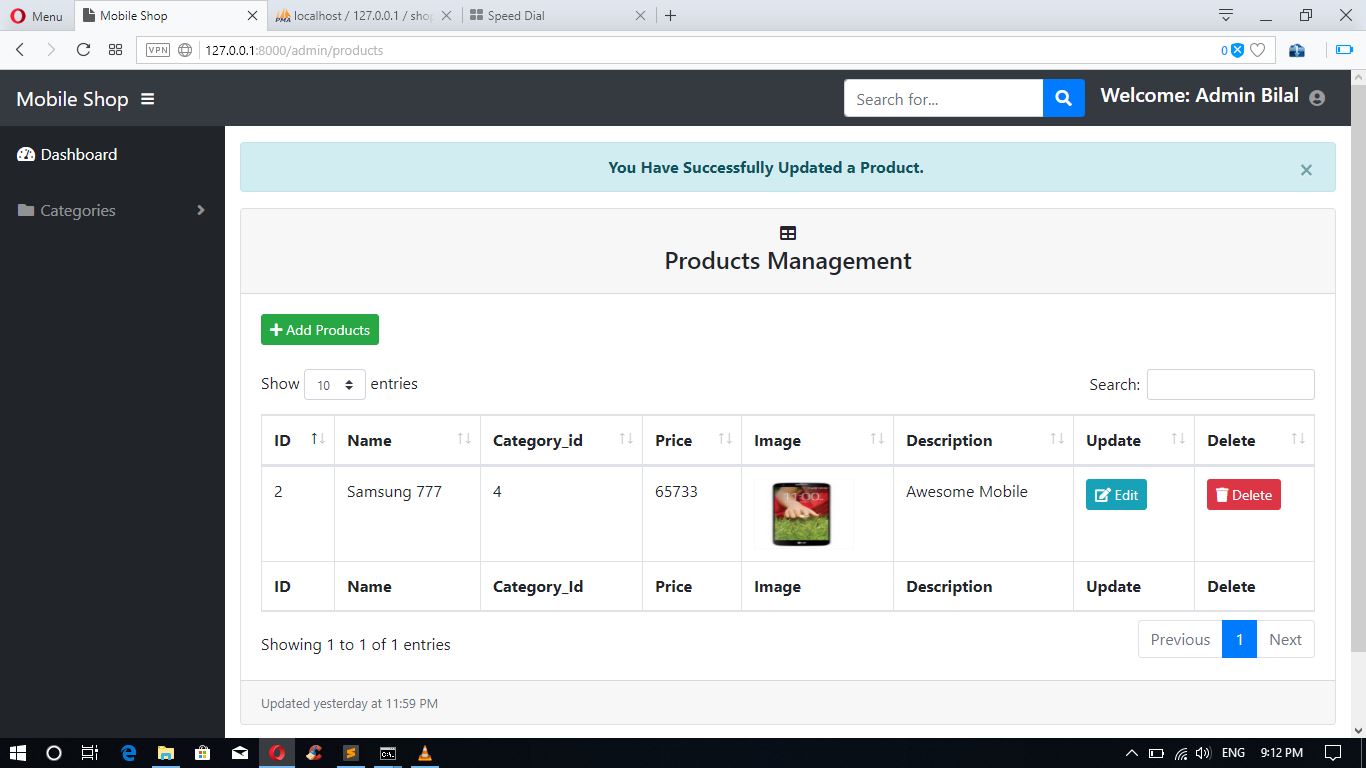 Menu
Mobile Shop
localhost / 127.0.0.1 / shop
Speed Dial
VPN
127.0.0.1:8000/admin/products
0
Mobile Shop
Search for...
Welcome: Admin Bilal
Dashboard
Categories
You Have Successfully Updated a Product.
×
Products Management
Add Products
Show 10 entries
Search:
ID Name Category_id Price Image Description Update Delete
2 Samsung 777 4 65733 Awesome Mobile Edit Delete
11:00
ID Name Category_Id Price Image Description Update Delete
Showing 1 to 1 of 1 entries
Previous 1 Next
Updated yesterday at 11:59 PM
ENG 9:12 PM